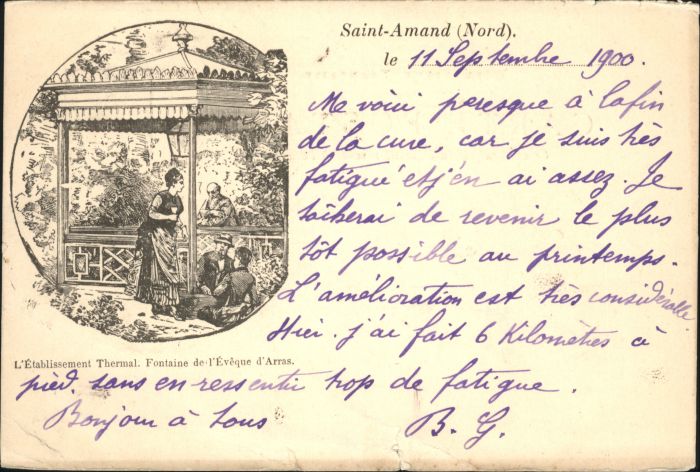 Saint-Amand (Nord).
le 11 Septembre 1900.
Me voici peresque à la fin
de la cure, car je suis très
fatigué et j'en ai assez. Je
tâcherai de revenir le plus
tôt possible au printemps.
L'amélioration est très considérable
Hier. j'ai fait 6 Kilomètres à
L'Établissement Thermal. Fontaine de l'Évêque d'Arras.
pied. sans en ressentir trop de fatigue.
Bonjour à tous
B. G.